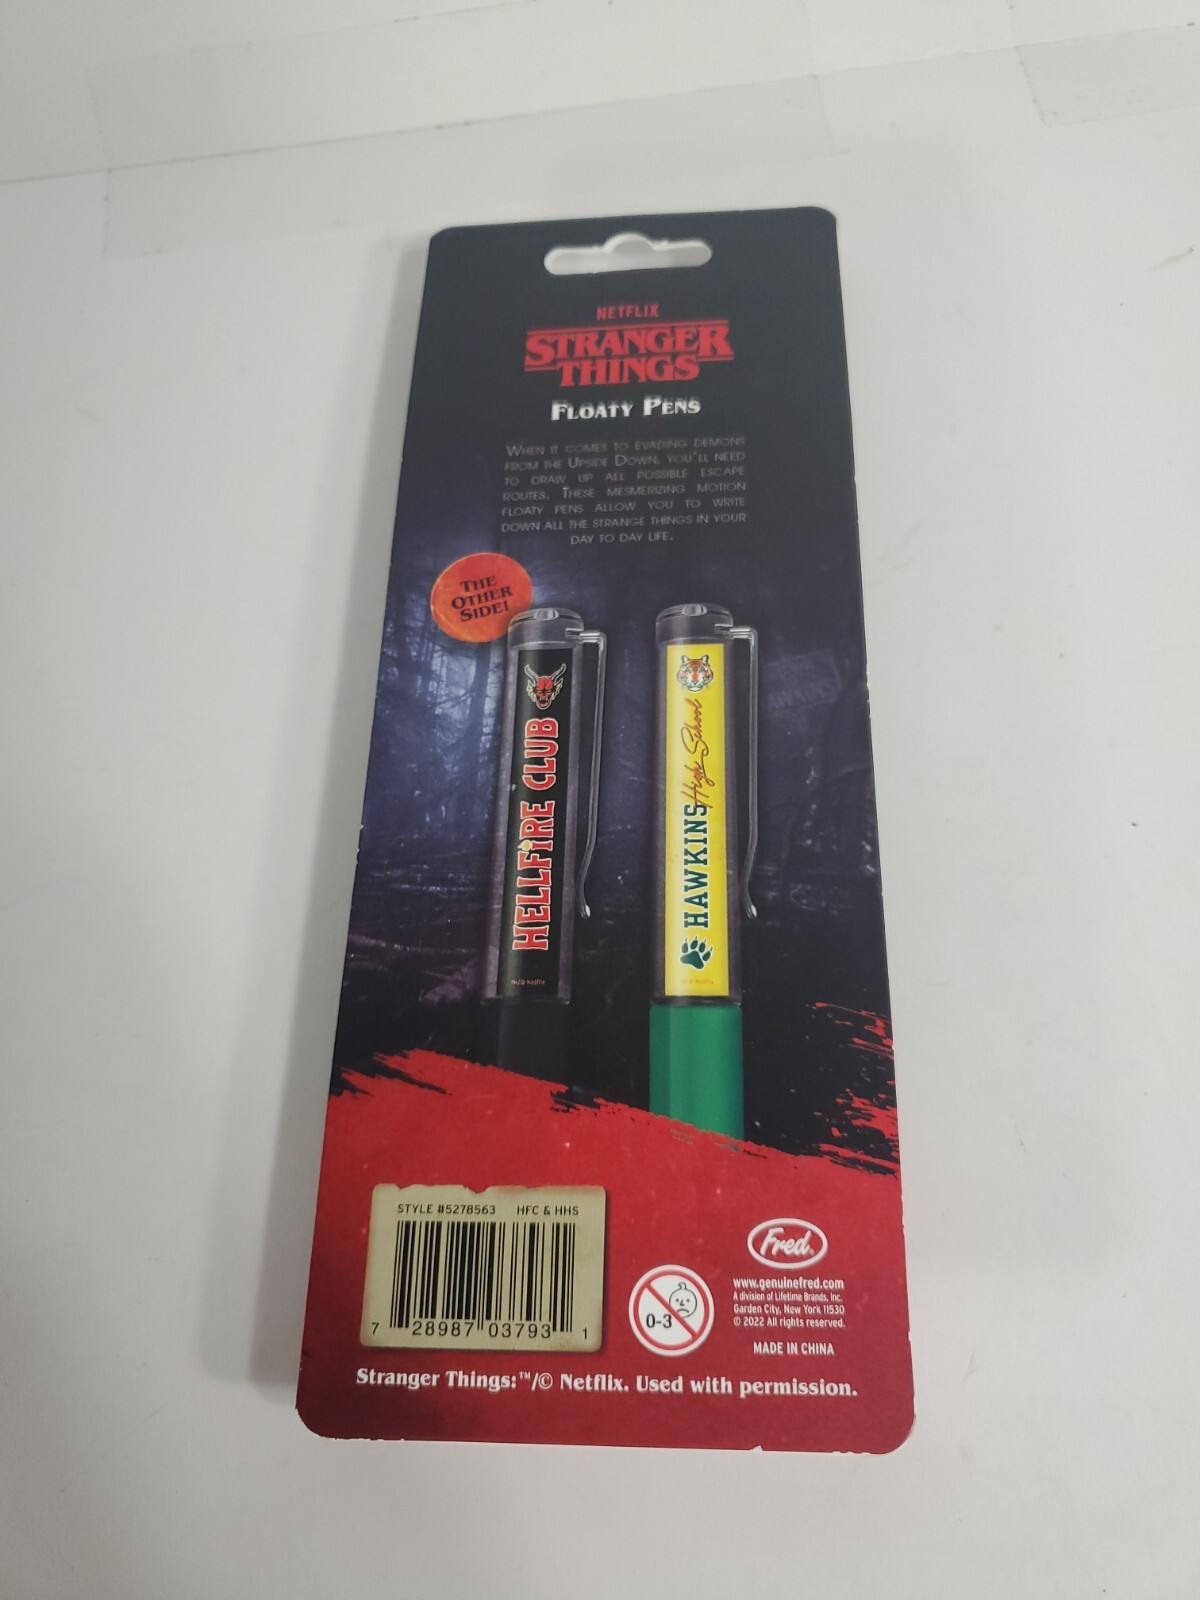 NETFLIX
STRANGER
THINGS
FLOATY PENS
WHEN IT COMES TO EVADING DEMONS
FROM THE UPSIDE DOWN, YOU'LL NEED
TO DRAW UP ALL POSSIBLE ESCAPE
ROUTES. THESE MESMERIZING MOTION
FLOATY PENS ALLOW YOU TO WRITE
DOWN ALL THE STRANGE THINGS IN YOUR
DAY TO DAY LIFE.
THE
OTHER
SIDE!
HELLFIRE CLUB
tm/© Netflix
HAWKINS High School
tm/© Netflix
STYLE #5278563 HFC & HHS
7 28987 03793 1
0-3
Fred.
www.genuinefred.com
A division of Lifetime Brands, Inc.
Garden City, New York 11530
© 2022 All rights reserved.
MADE IN CHINA
Stranger Things:™/© Netflix. Used with permission.